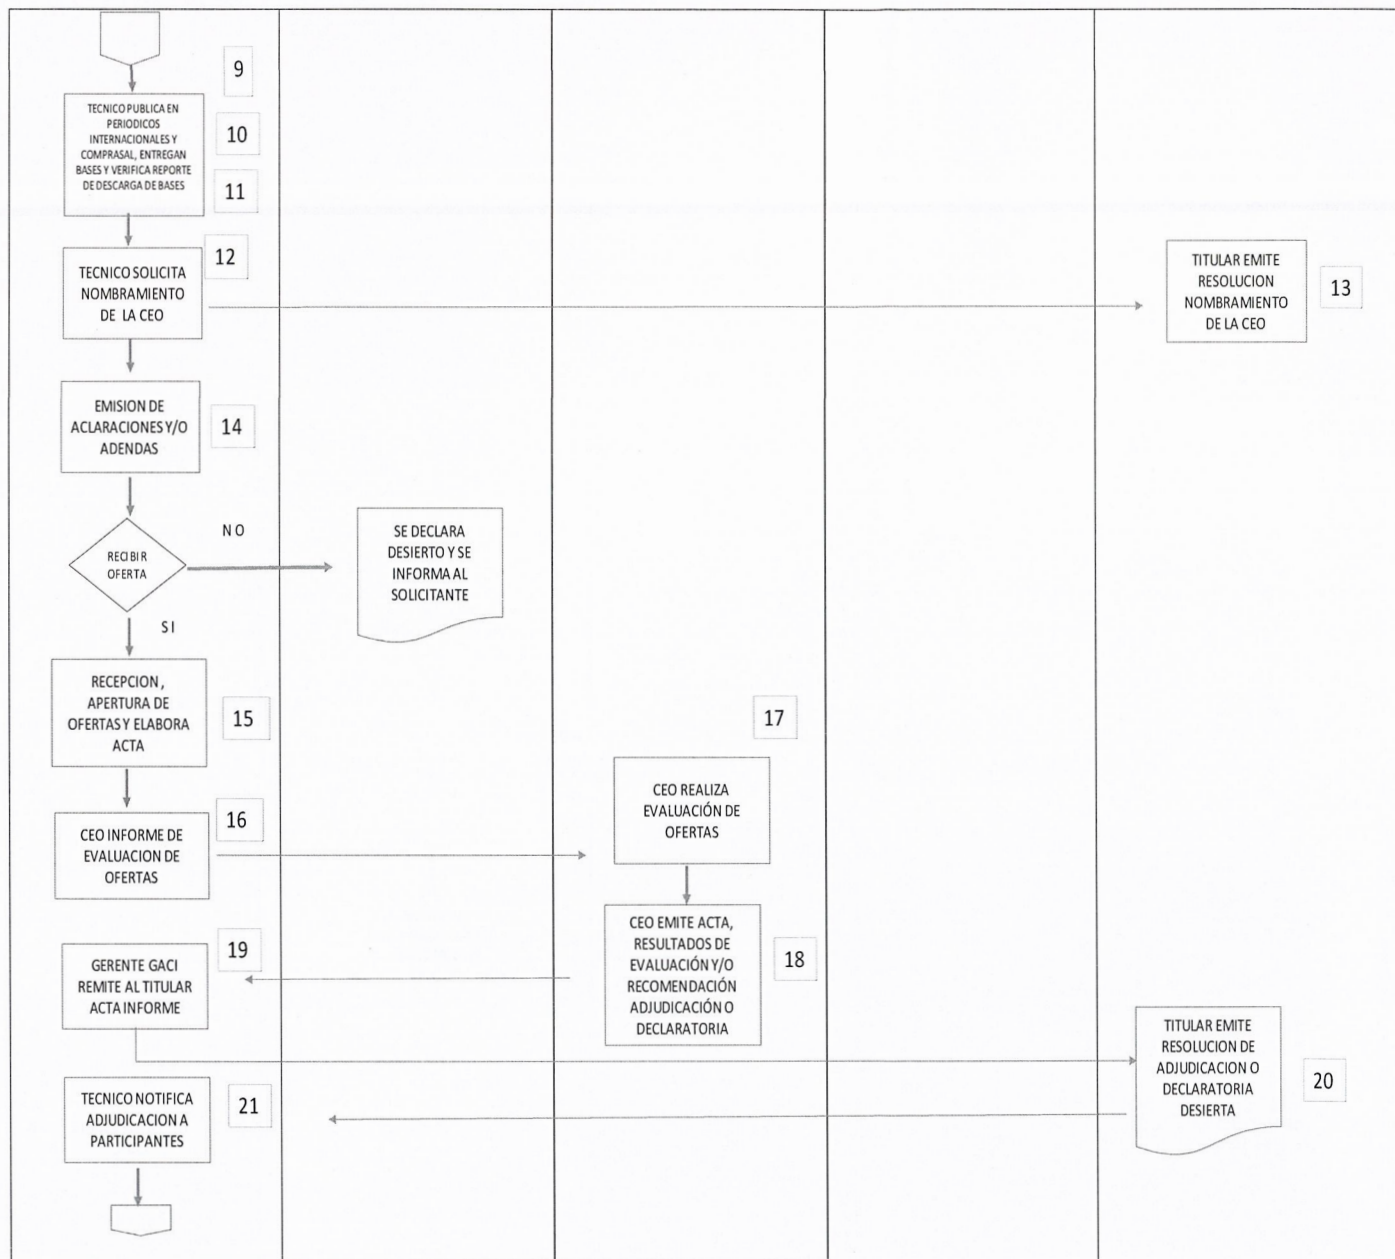 9
TECNICO PUBLICA EN
PERIODICOS
INTERNACIONALES Y
COMPRASAL, ENTREGAN
BASES Y VERIFICA REPORTE
DE DESCARGA DE BASES
10
11
TECNICO SOLICITA
NOMBRAMIENTO
DE LA CEO
12
TITULAR EMITE
RESOLUCION
NOMBRAMIENTO
DE LA CEO
13
EMISION DE
ACLARACIONES Y/O
ADENDAS
14
RECIBIR
OFERTA
NO
SE DECLARA
DESIERTO Y SE
INFORMA AL
SOLICITANTE
SI
RECEPCION ,
APERTURA DE
OFERTAS Y ELABORA
ACTA
15
CEO INFORME DE
EVALUACION DE
OFERTAS
16
17
CEO REALIZA
EVALUACIÓN DE
OFERTAS
CEO EMITE ACTA,
RESULTADOS DE
EVALUACIÓN Y/O
RECOMENDACIÓN
ADJUDICACIÓN O
DECLARATORIA
18
GERENTE GACI
REMITE AL TITULAR
ACTA INFORME
19
TITULAR EMITE
RESOLUCION DE
ADJUDICACION O
DECLARATORIA
DESIERTA
20
TECNICO NOTIFICA
ADJUDICACION A
PARTICIPANTES
21